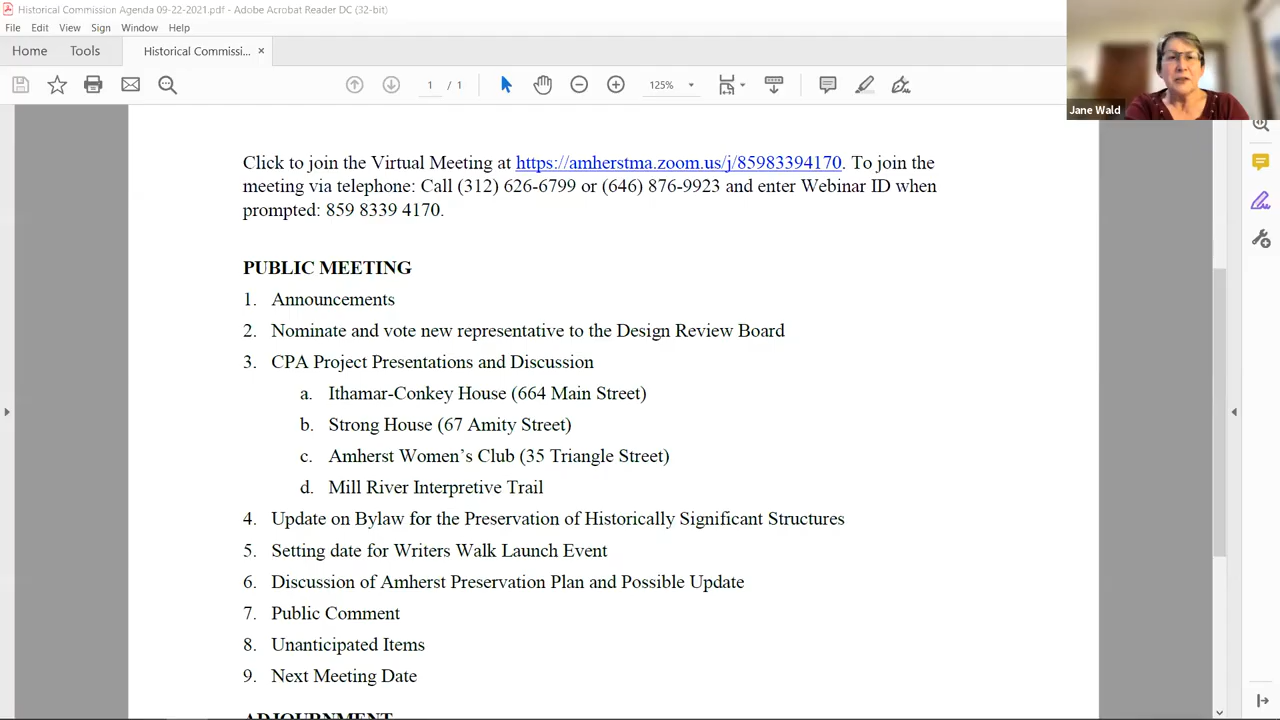 Historical Commission Agenda 09-22-2021.pdf - Adobe Acrobat Reader DC (32-bit)
File Edit View Sign Window Help
Home Tools Historical Commissi... ×
1 / 1 125%
Jane Wald
Click to join the Virtual Meeting at https://amherstma.zoom.us/j/85983394170. To join the
meeting via telephone: Call (312) 626-6799 or (646) 876-9923 and enter Webinar ID when
prompted: 859 8339 4170.
PUBLIC MEETING
1. Announcements
2. Nominate and vote new representative to the Design Review Board
3. CPA Project Presentations and Discussion
a. Ithamar-Conkey House (664 Main Street)
b. Strong House (67 Amity Street)
c. Amherst Women’s Club (35 Triangle Street)
d. Mill River Interpretive Trail
4. Update on Bylaw for the Preservation of Historically Significant Structures
5. Setting date for Writers Walk Launch Event
6. Discussion of Amherst Preservation Plan and Possible Update
7. Public Comment
8. Unanticipated Items
9. Next Meeting Date
ADJOURNMENT